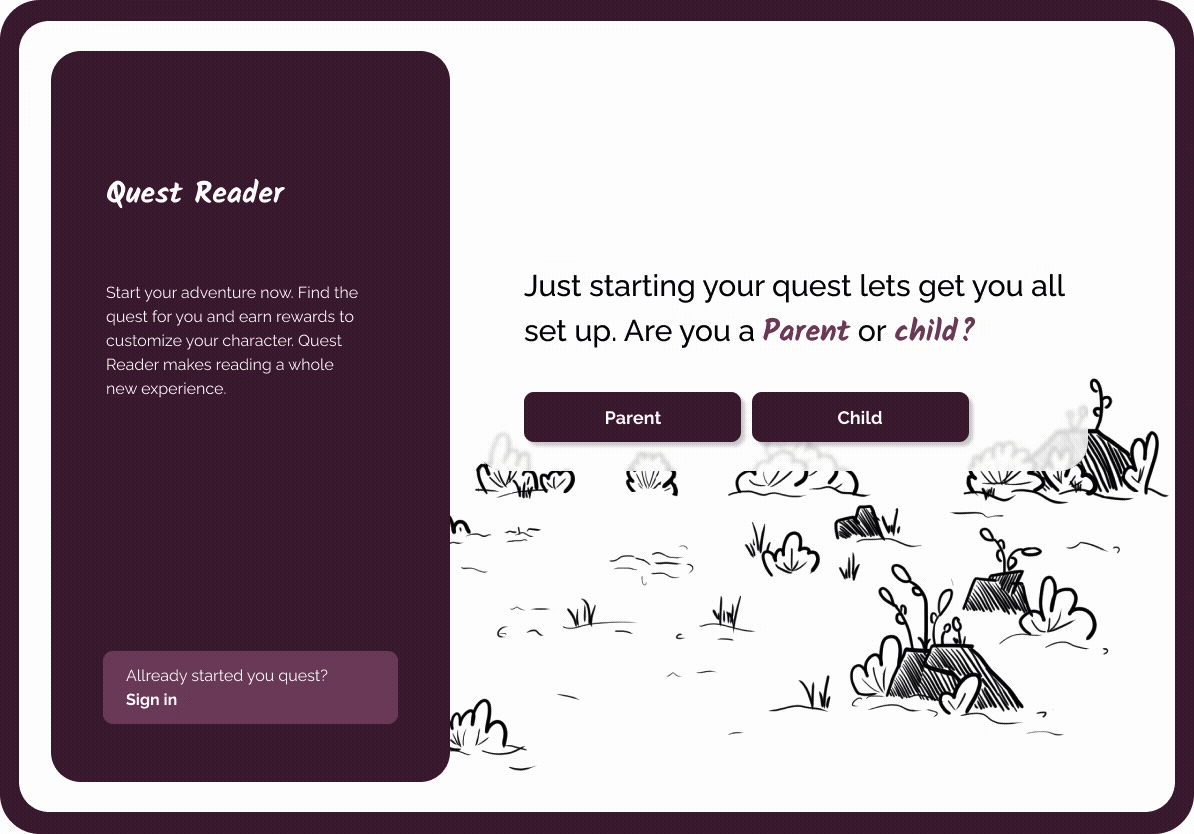 Quest Reader
Start your adventure now. Find the
quest for you and earn rewards to
customize your character. Quest
Reader makes reading a whole
new experience.
Allready started you quest?
Sign in
Just starting your quest lets get you all
set up. Are you a Parent or child?
Parent
Child